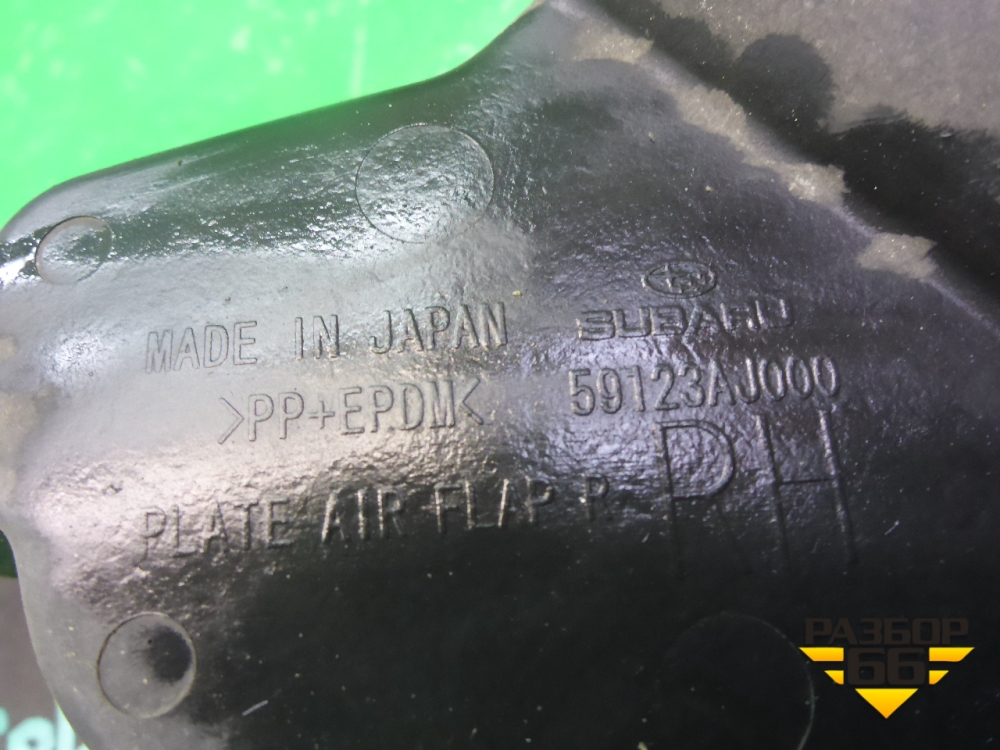 MADE IN JAPAN
SUBARU
>PP+EPDM<
59123AJ000
RH
PLATE AIR FLAP R
РАЗБОР
66